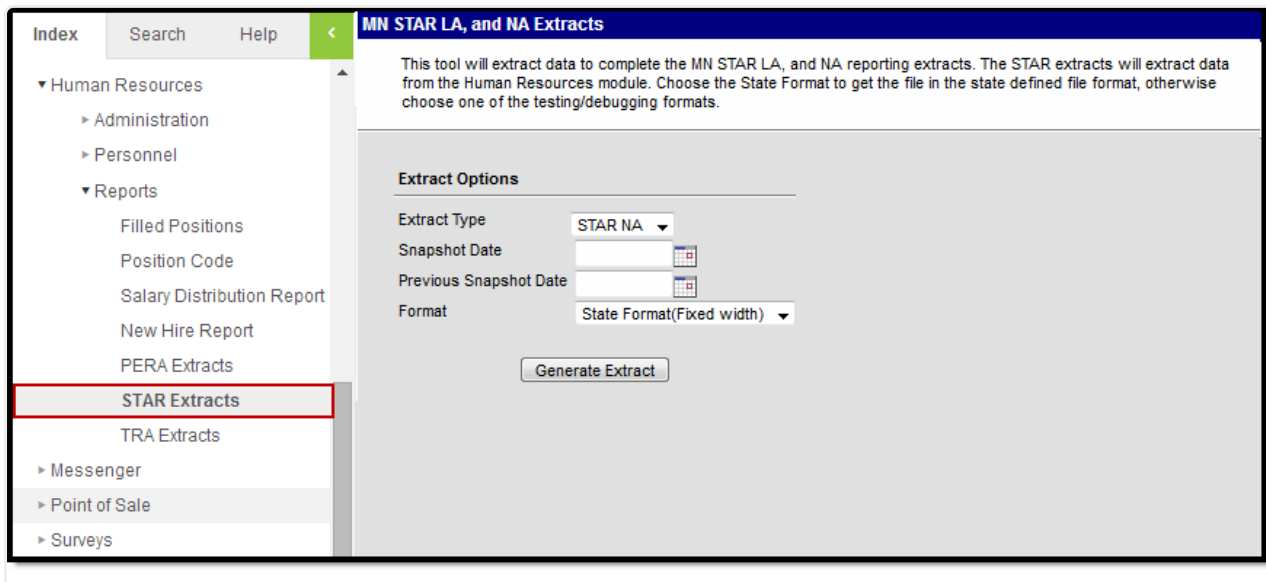 Index
Search
Help
Human Resources
Administration
Personnel
Reports
Filled Positions
Position Code
Salary Distribution Report
New Hire Report
PERA Extracts
STAR Extracts
TRA Extracts
Messenger
Point of Sale
Surveys
MN STAR LA, and NA Extracts
This tool will extract data to complete the MN STAR LA, and NA reporting extracts. The STAR extracts will extract data
from the Human Resources module. Choose the State Format to get the file in the state defined file format, otherwise
choose one of the testing/debugging formats.
Extract Options
Extract Type STAR NA
Snapshot Date
Previous Snapshot Date
Format State Format(Fixed width)
Generate Extract